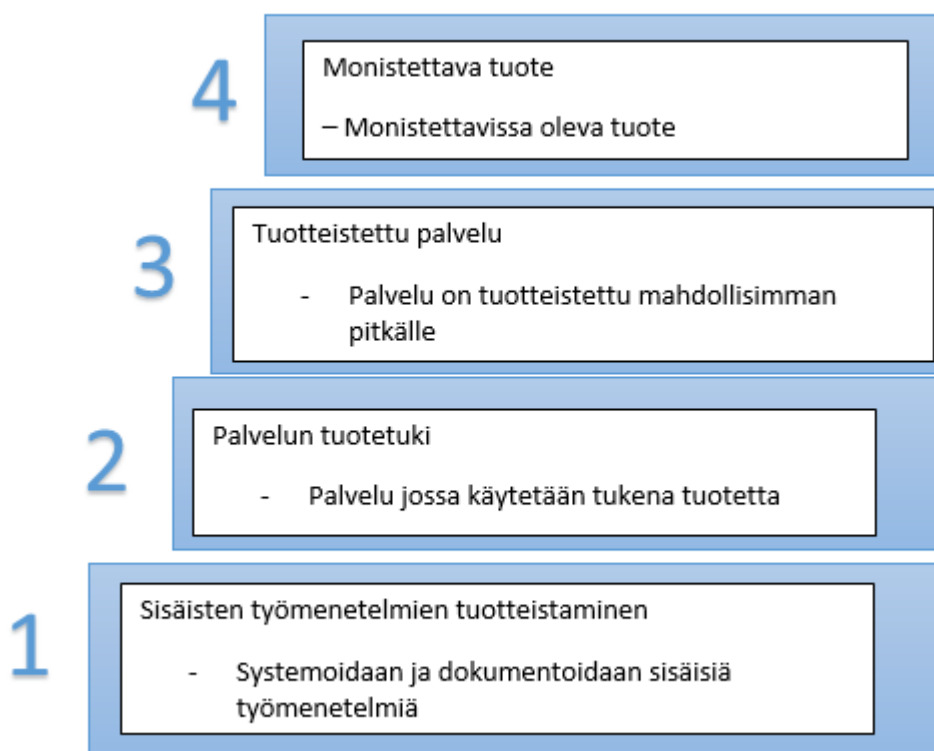 4
Monistettava tuote
– Monistettavissa oleva tuote
3
Tuotteistettu palvelu
- Palvelu on tuotteistettu mahdollisimman
pitkälle
2
Palvelun tuotetuki
- Palvelu jossa käytetään tukena tuotetta
1
Sisäisten työmenetelmien tuotteistaminen
- Systemoidaan ja dokumentoidaan sisäisiä
työmenetelmiä